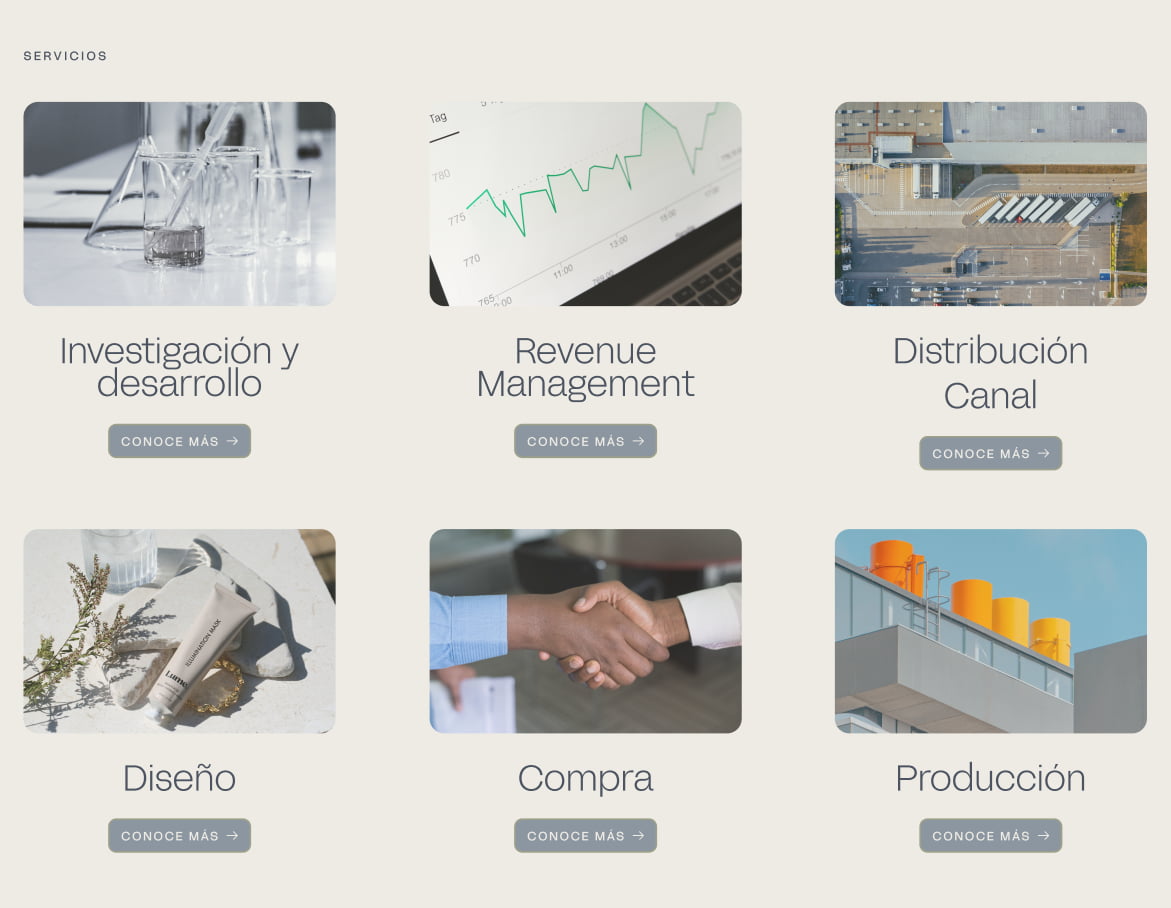 SERVICIOS
Tag
780
775
770
765
11:00
13:00
15:00
17:00
Investigación y
desarrollo
CONOCE MÁS →
Revenue
Management
CONOCE MÁS →
Distribución
Canal
CONOCE MÁS →
ILLUMINATION MASK
Lume
Diseño
CONOCE MÁS →
Compra
CONOCE MÁS →
Producción
CONOCE MÁS →